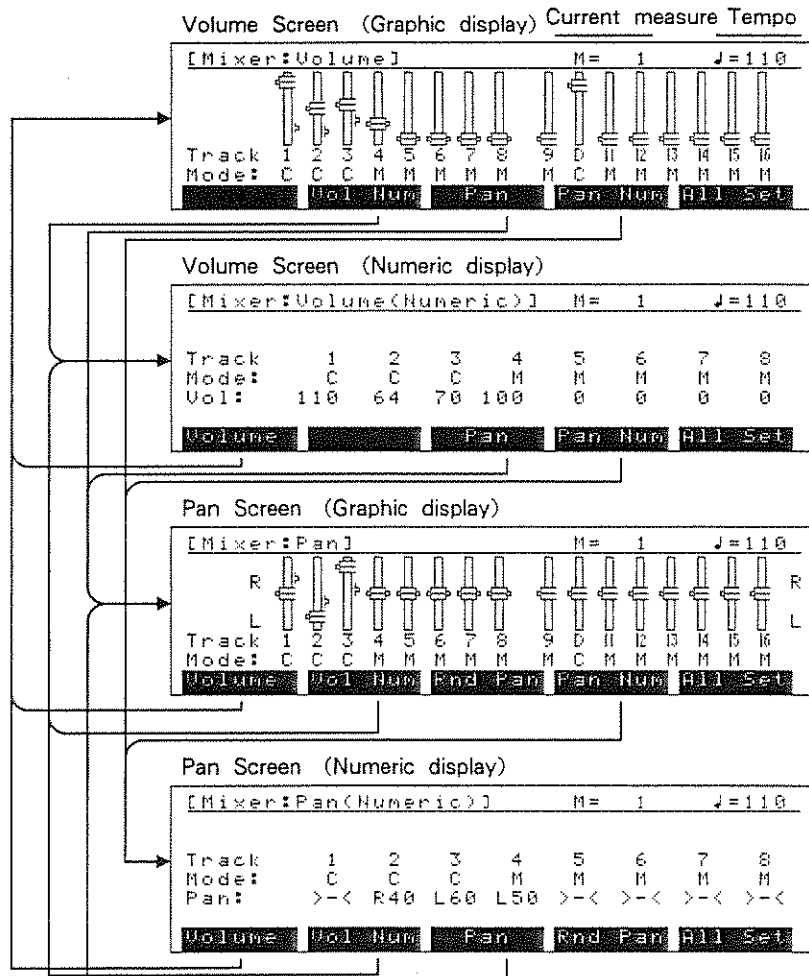 Volume Screen (Graphic display) Current measure Tempo
[Mixer:Volume] M= 1 ♩=110
Track 1 2 3 4 5 6 7 8 9 D 11 12 13 14 15 16
Mode: C C C M M M M M M C M M M M M M
Vol Num Pan Pan Num All Set
Volume Screen (Numeric display)
[Mixer:Volume(Numeric)] M= 1 ♩=110
Track 1 2 3 4 5 6 7 8
Mode: C C C M M M M M
Vol: 110 64 70 100 0 0 0 0
Volume Pan Pan Num All Set
Pan Screen (Graphic display)
[Mixer:Pan] M= 1 ♩=110
R R
L L
Track 1 2 3 4 5 6 7 8 9 D 11 12 13 14 15 16
Mode: C C C M M M M M M C M M M M M M
Volume Vol Num Rnd Pan Pan Num All Set
Pan Screen (Numeric display)
[Mixer:Pan(Numeric)] M= 1 ♩=110
Track 1 2 3 4 5 6 7 8
Mode: C C C M M M M M
Pan: >-< R40 L60 L50 >-< >-< >-< >-<
Volume Vol Num Pan Rnd Pan All Set